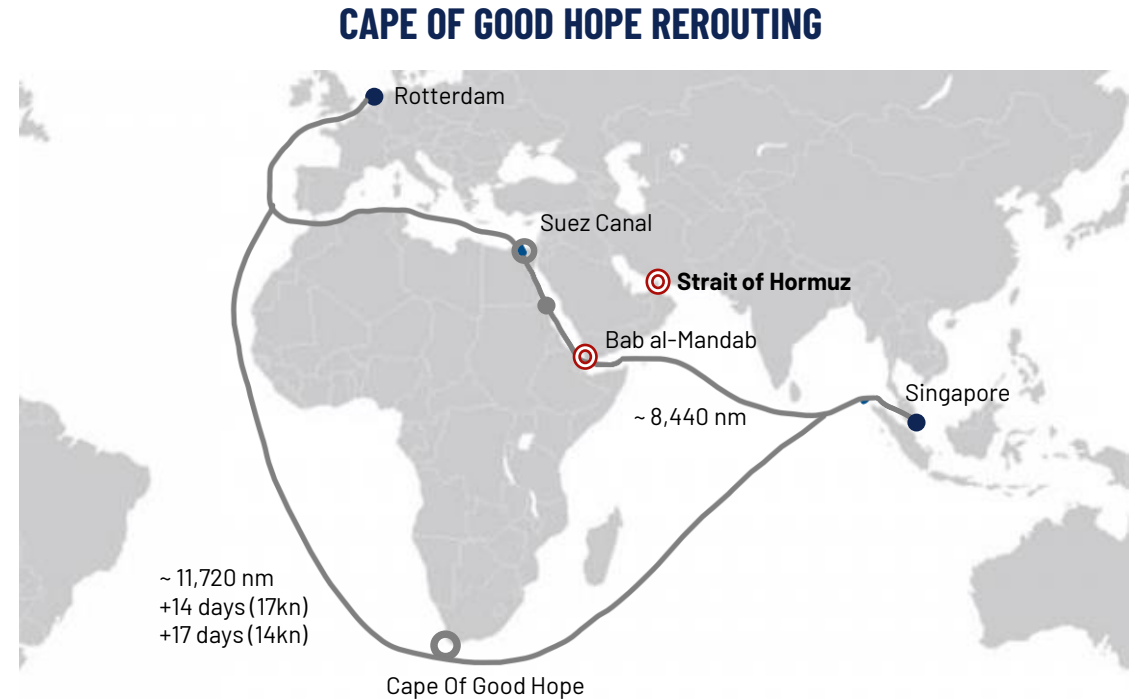 CAPE OF GOOD HOPE REROUTING
Rotterdam
Suez Canal
Strait of Hormuz
Bab al-Mandab
Singapore
~ 8,440 nm
~ 11,720 nm
+14 days (17kn)
+17 days (14kn)
Cape Of Good Hope